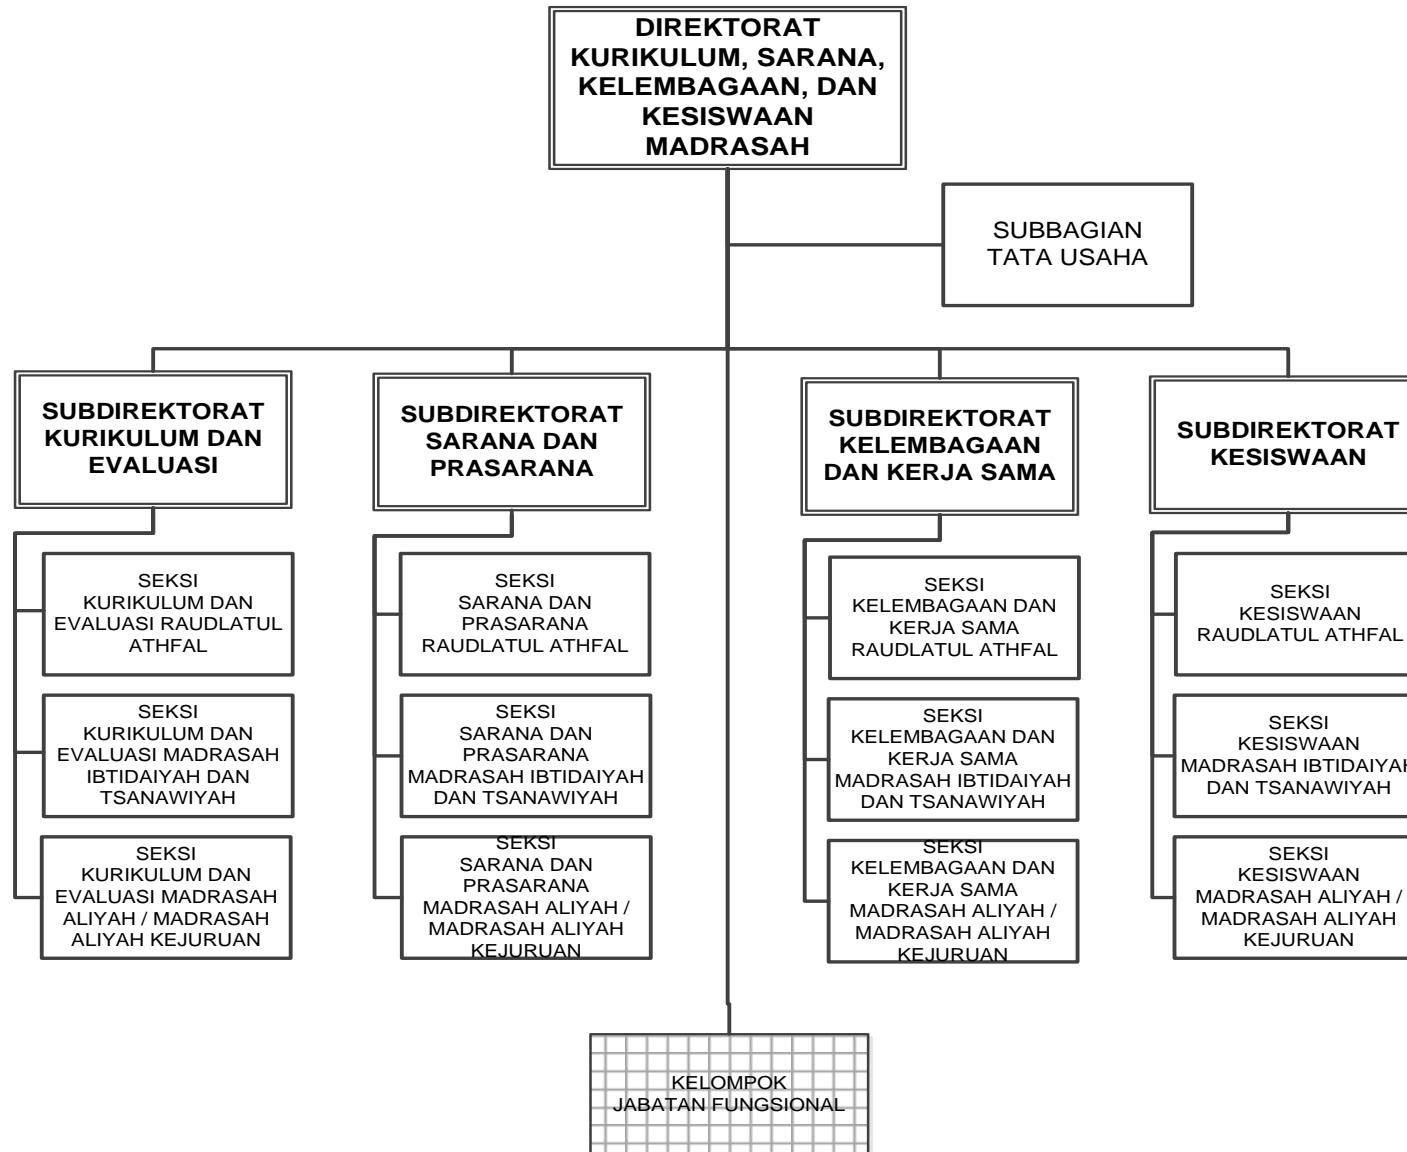 DIREKTORAT
KURIKULUM, SARANA,
KELEMBAGAAN, DAN
KESISWAAN
MADRASAH
SUBBAGIAN
TATA USAHA
SUBDIREKTORAT
KURIKULUM DAN
EVALUASI
SUBDIREKTORAT
SARANA DAN
PRASARANA
SUBDIREKTORAT
KELEMBAGAAN
DAN KERJA SAMA
SUBDIREKTORAT
KESISWAAN
SEKSI
KURIKULUM DAN
EVALUASI RAUDLATUL
ATHFAL
SEKSI
SARANA DAN
PRASARANA
RAUDLATUL ATHFAL
SEKSI
KELEMBAGAAN DAN
KERJA SAMA
RAUDLATUL ATHFAL
SEKSI
KESISWAAN
RAUDLATUL ATHFAL
SEKSI
KURIKULUM DAN
EVALUASI MADRASAH
IBTIDAIYAH DAN
TSANAWIYAH
SEKSI
SARANA DAN
PRASARANA
MADRASAH IBTIDAIYAH
DAN TSANAWIYAH
SEKSI
KELEMBAGAAN DAN
KERJA SAMA
MADRASAH IBTIDAIYAH
DAN TSANAWIYAH
SEKSI
KESISWAAN
MADRASAH IBTIDAIYAH
DAN TSANAWIYAH
SEKSI
KURIKULUM DAN
EVALUASI MADRASAH
ALIYAH / MADRASAH
ALIYAH KEJURUAN
SEKSI
SARANA DAN
PRASARANA
MADRASAH ALIYAH /
MADRASAH ALIYAH
KEJURUAN
SEKSI
KELEMBAGAAN DAN
KERJA SAMA
MADRASAH ALIYAH /
MADRASAH ALIYAH
KEJURUAN
SEKSI
KESISWAAN
MADRASAH ALIYAH /
MADRASAH ALIYAH
KEJURUAN
KELOMPOK
JABATAN FUNGSIONAL